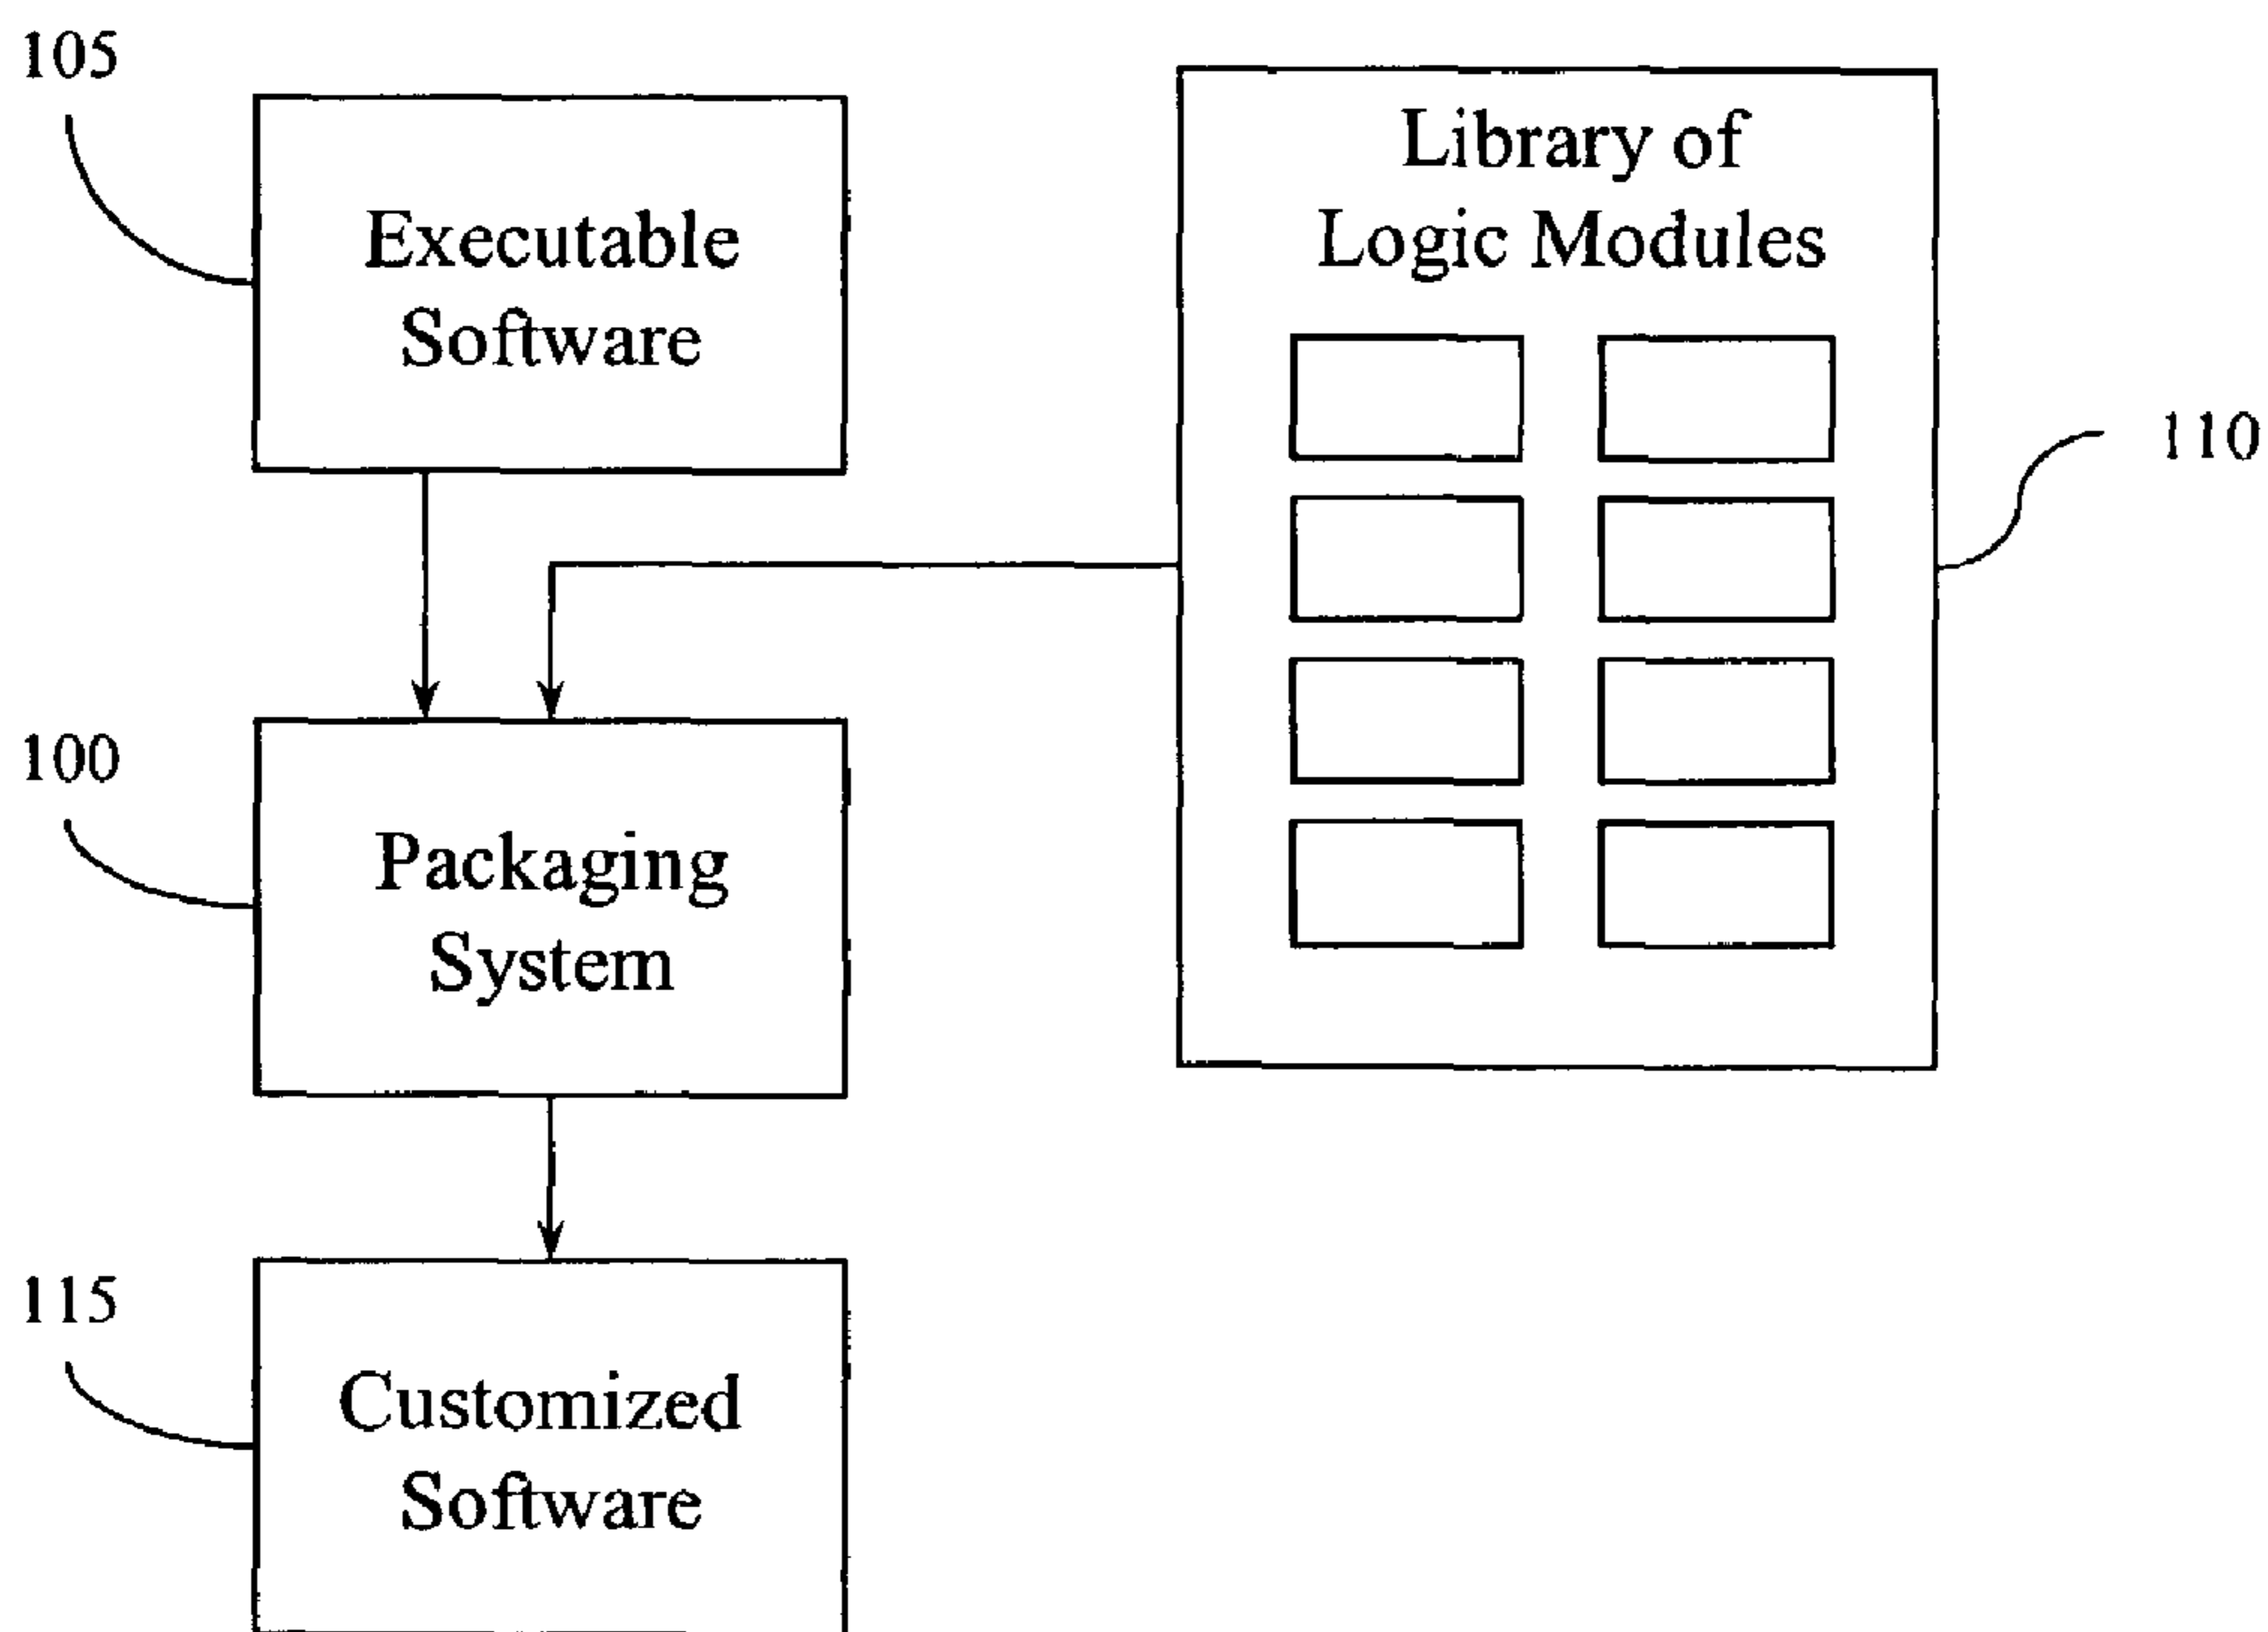 105
Executable
Software
Library of
Logic Modules
110
100
Packaging
System
115
Customized
Software